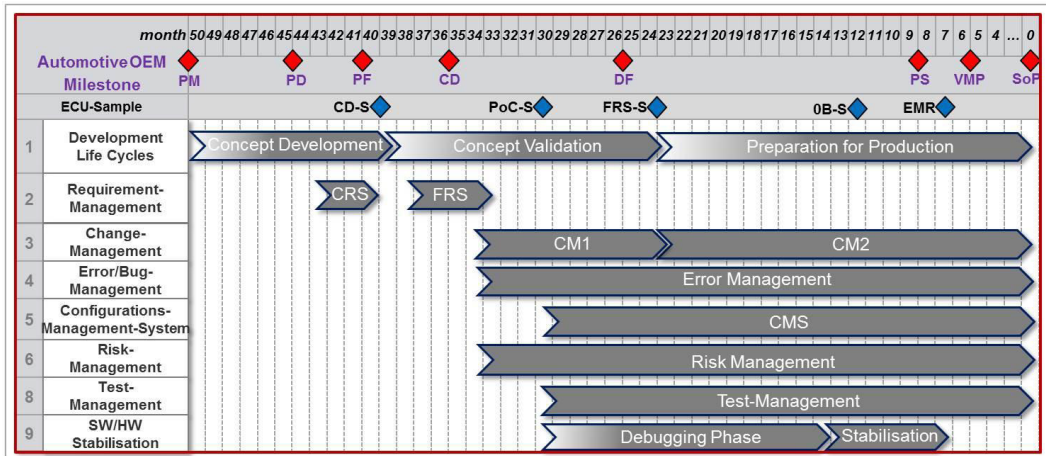 month 50 49 48 47 46 45 44 43 42 41 40 39 38 37 36 35 34 33 32 31 30 29 28 27 26 25 24 23 22 21 20 19 18 17 16 15 14 13 12 11 10 9 8 7 6 5 4 ... 0
Automotive OEM
Milestone
PM PD PF CD DF PS VMP SoP
ECU-Sample CD-S PoC-S FRS-S 0B-S EMR
1 Development
Life Cycles
Concept Development Concept Validation Preparation for Production
2 Requirement-
Management
CRS FRS
3 Change-
Management
CM1 CM2
4 Error/Bug-
Management
Error Management
5 Configurations-
Management-System
CMS
6 Risk-
Management
Risk Management
8 Test-
Management
Test-Management
9 SW/HW
Stabilisation
Debugging Phase Stabilisation